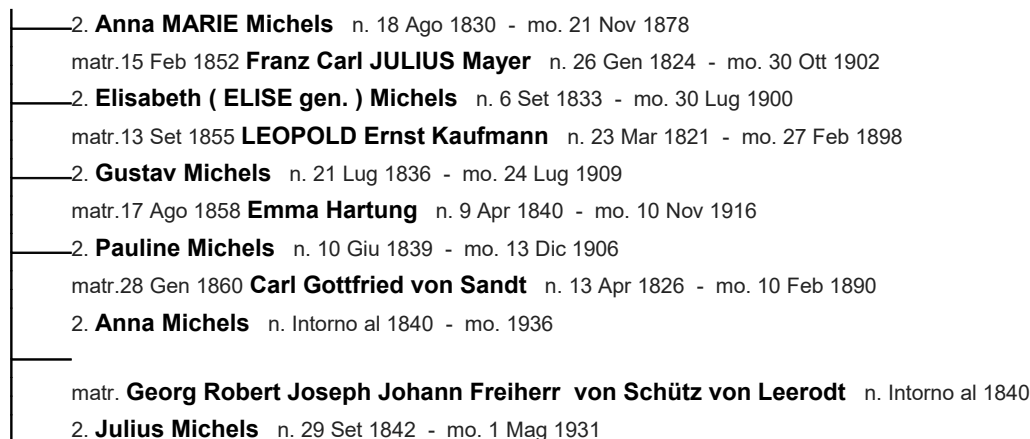 2. Anna MARIE Michels n. 18 Ago 1830 - mo. 21 Nov 1878
matr.15 Feb 1852 Franz Carl JULIUS Mayer n. 26 Gen 1824 - mo. 30 Ott 1902
2. Elisabeth ( ELISE gen. ) Michels n. 6 Set 1833 - mo. 30 Lug 1900
matr.13 Set 1855 LEOPOLD Ernst Kaufmann n. 23 Mar 1821 - mo. 27 Feb 1898
2. Gustav Michels n. 21 Lug 1836 - mo. 24 Lug 1909
matr.17 Ago 1858 Emma Hartung n. 9 Apr 1840 - mo. 10 Nov 1916
2. Pauline Michels n. 10 Giu 1839 - mo. 13 Dic 1906
matr.28 Gen 1860 Carl Gottfried von Sandt n. 13 Apr 1826 - mo. 10 Feb 1890
2. Anna Michels n. Intorno al 1840 - mo. 1936
matr. Georg Robert Joseph Johann Freiherr von Schütz von Leerodt n. Intorno al 1840
2. Julius Michels n. 29 Set 1842 - mo. 1 Mag 1931